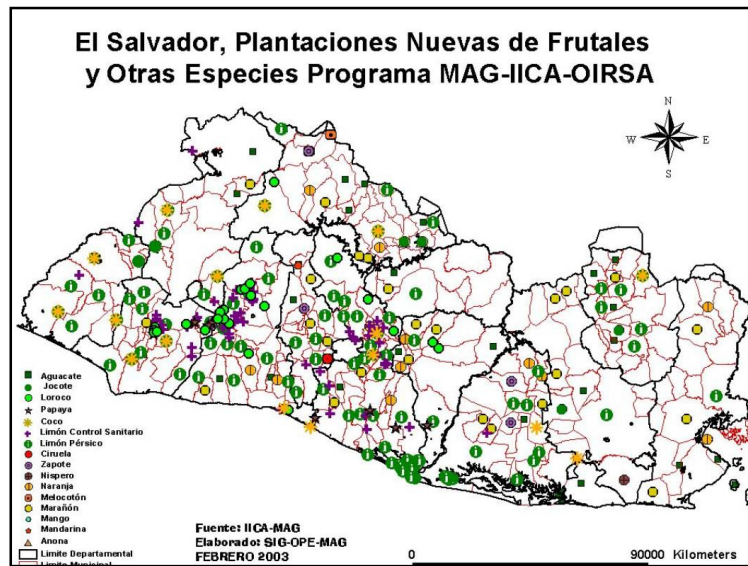 El Salvador, Plantaciones Nuevas de Frutales
y Otras Especies Programa MAG-IICA-OIRSA
N
W E
S
Aguacate
Jocote
Loroco
Papaya
Coco
Limón Control Sanitario
Limón Pérsico
Ciruela
Zapote
Nispero
Naranja
Melocotón
Marañón
Mango
Mandarina
Anona
Limite Departamental
Limite Municipal
Fuente: IICA-MAG
Elaborado: SIG-OPE-MAG
FEBRERO 2003
0 90000 Kilometers